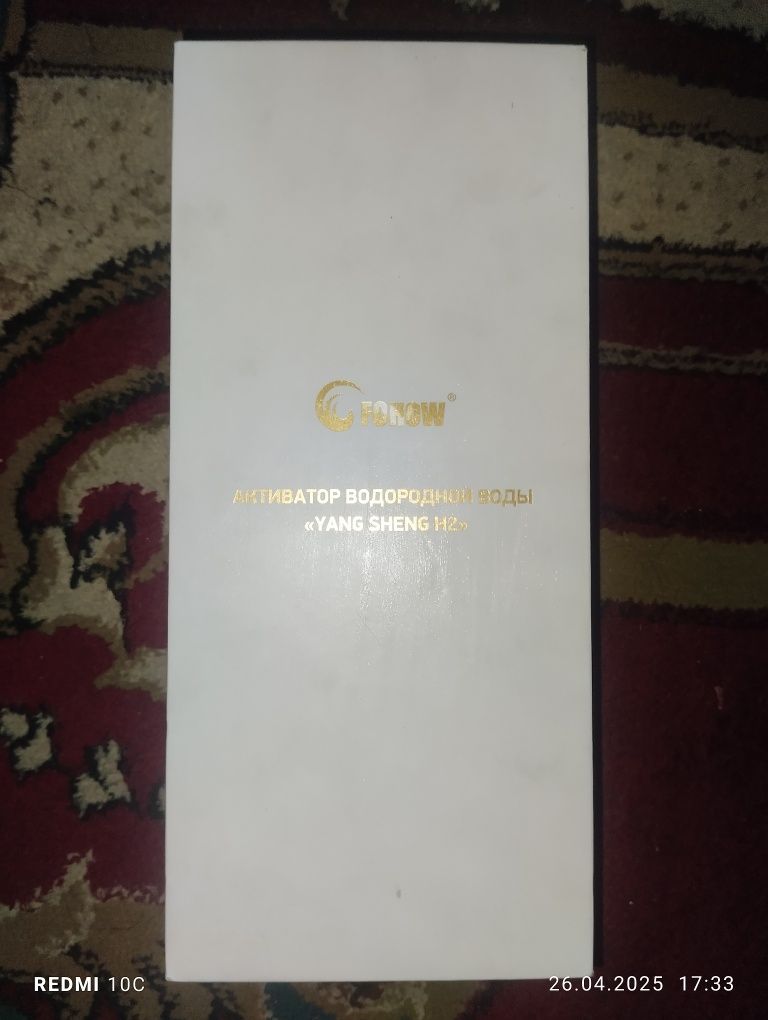 FOHOW®
АКТИВАТОР ВОДОРОДНОЙ ВОДЫ
«YANG SHENG H2»
REDMI 10C
26.04.2025 17:33